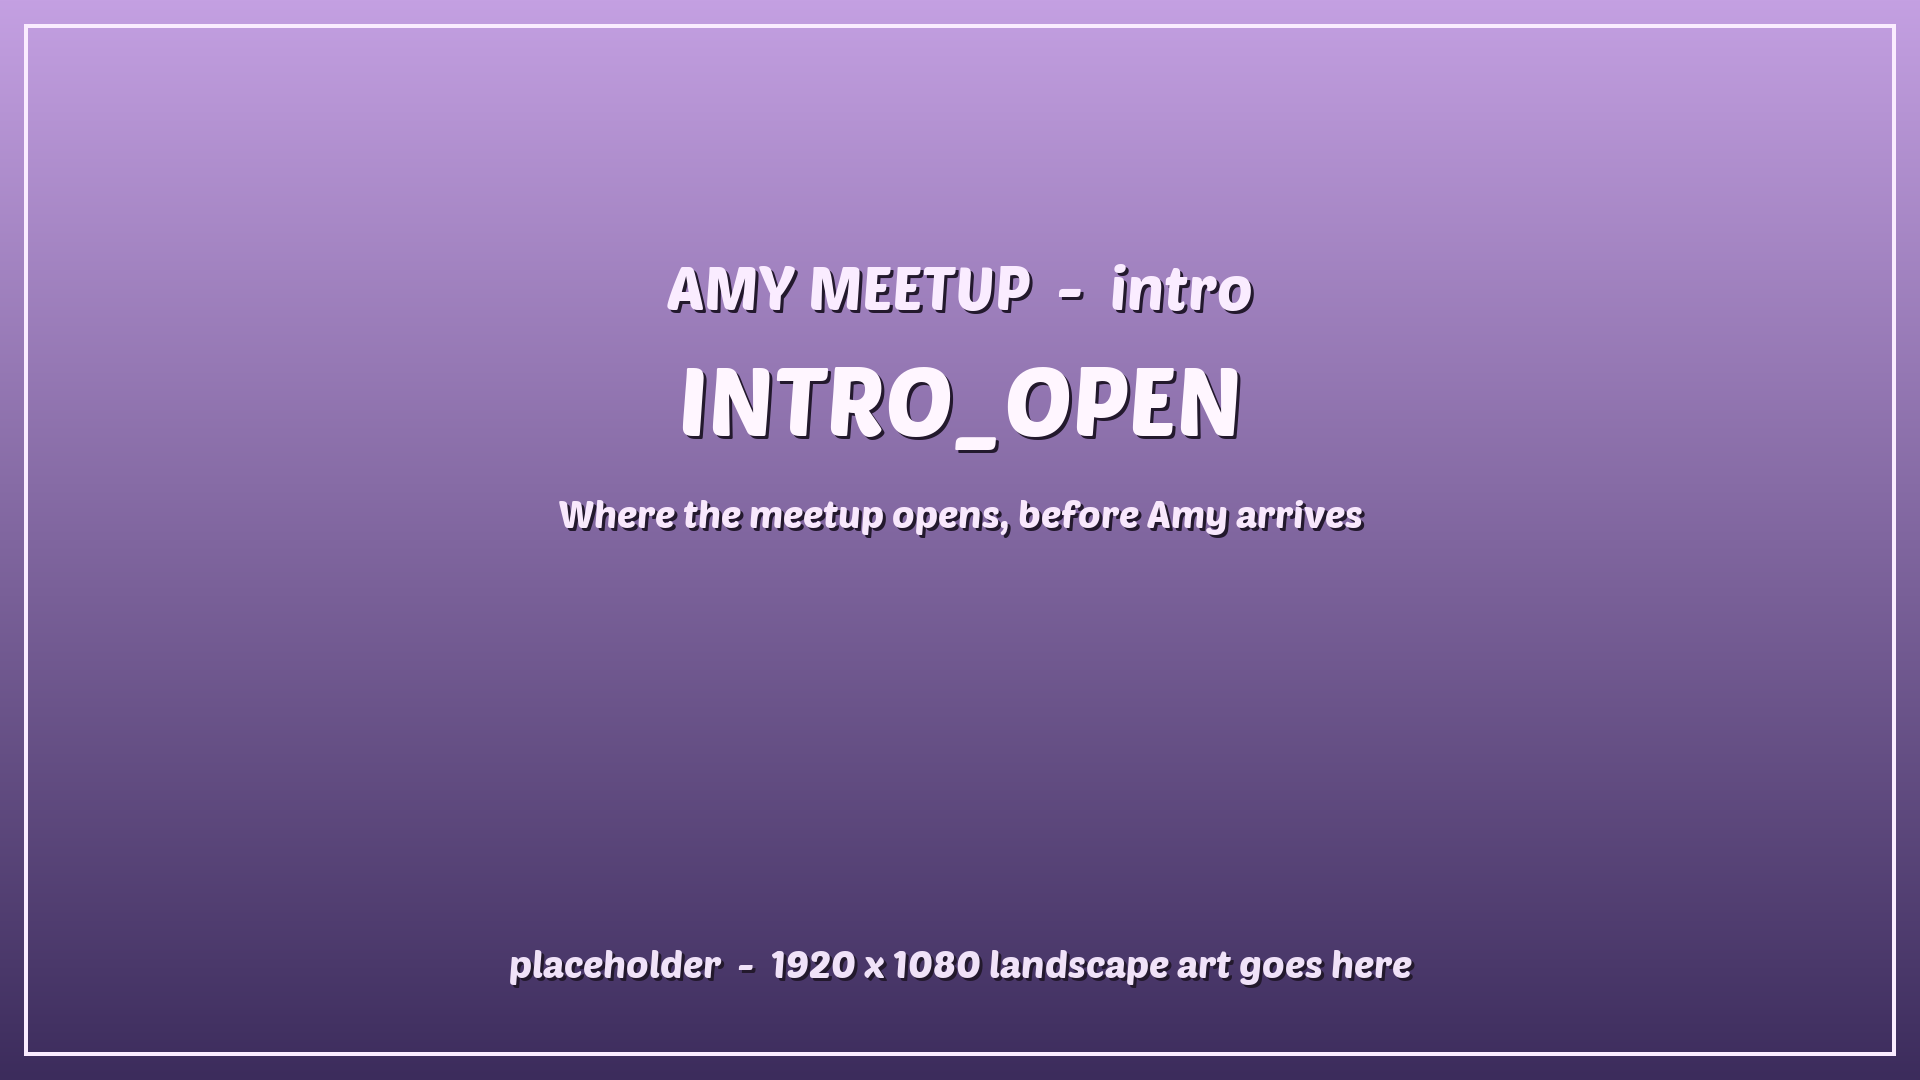 AMY MEETUP - intro
INTRO_OPEN
Where the meetup opens, before Amy arrives
placeholder - 1920 x 1080 landscape art goes here